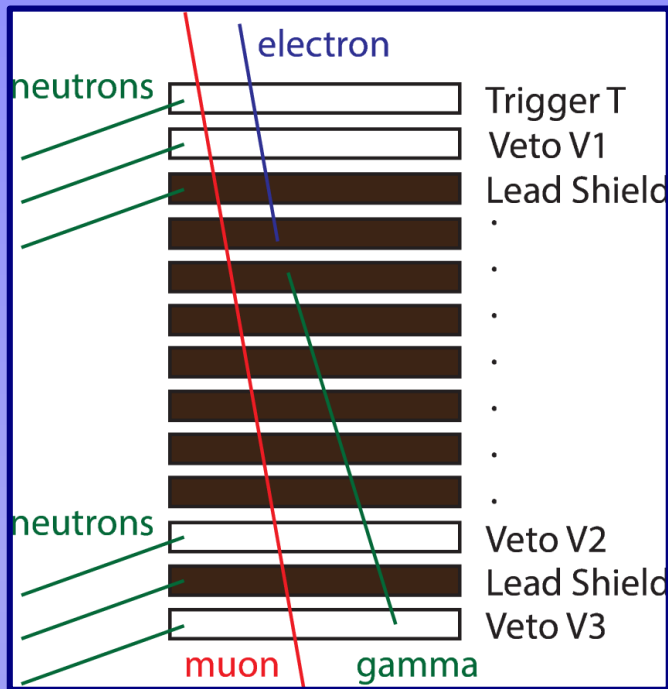 electron
neutrons
Trigger T
Veto V1
Lead Shield
.
.
.
.
.
.
.
neutrons
Veto V2
Lead Shield
Veto V3
muon
gamma